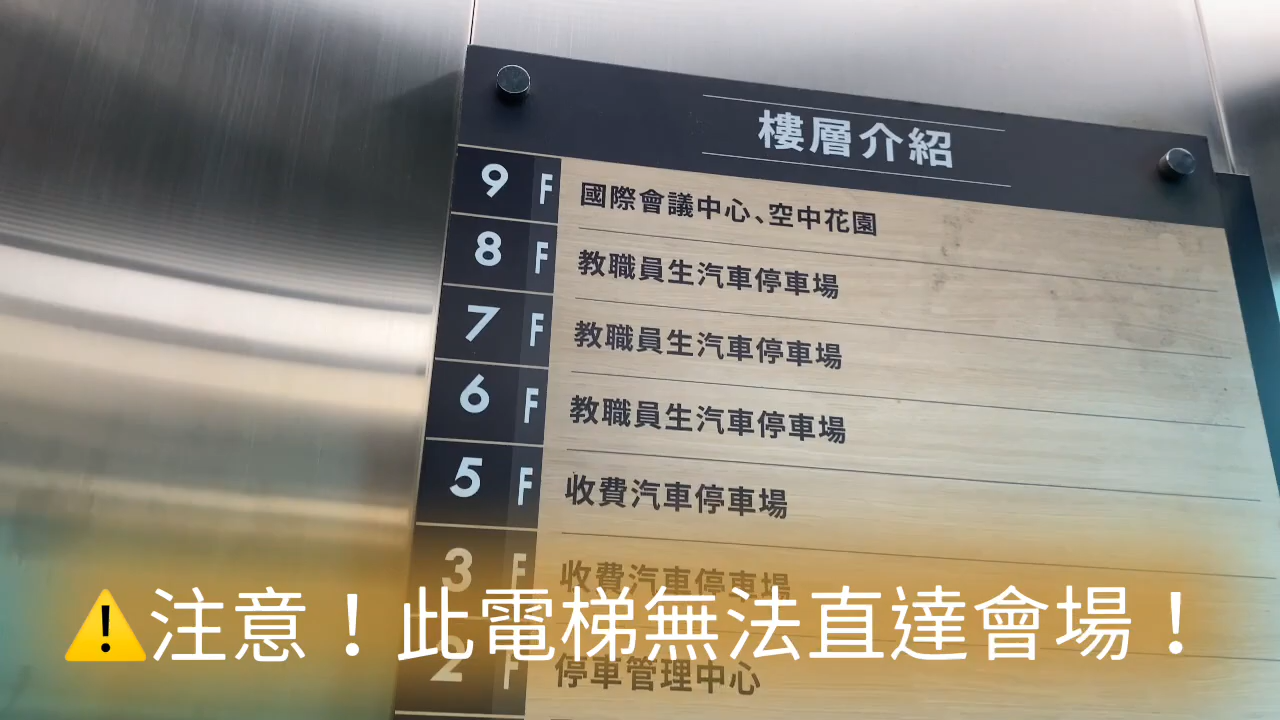 樓層介紹
9F 國際會議中心、空中花園
8F 教職員生汽車停車場
7F 教職員生汽車停車場
6F 教職員生汽車停車場
5F 收費汽車停車場
3F 收費汽車停車場
2F 停車管理中心
⚠️注意！此電梯無法直達會場！